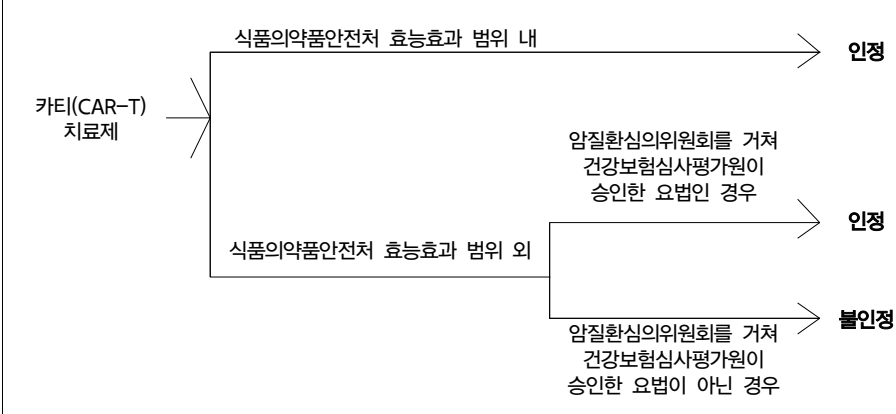 식품의약품안전처 효능효과 범위 내
인정
카티(CAR-T)
치료제
암질환심의위원회를 거쳐
건강보험심사평가원이
승인한 요법인 경우
인정
식품의약품안전처 효능효과 범위 외
불인정
암질환심의위원회를 거쳐
건강보험심사평가원이
승인한 요법이 아닌 경우